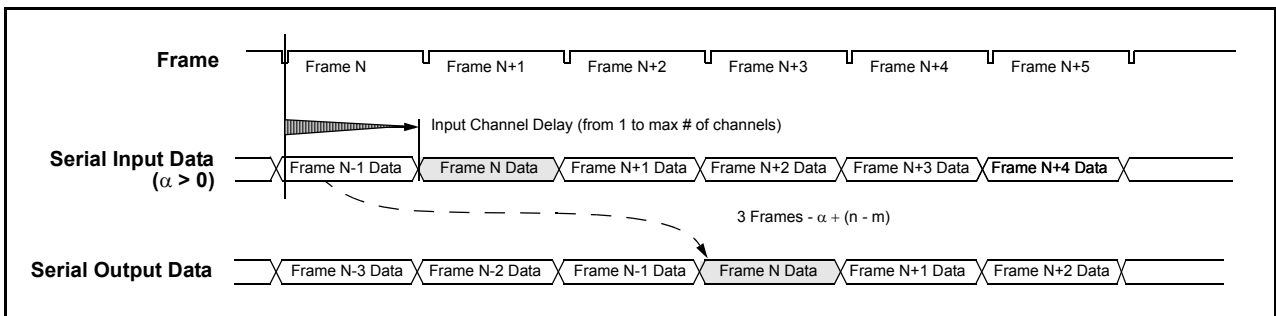 Frame
Frame N Frame N+1 Frame N+2 Frame N+3 Frame N+4 Frame N+5
Input Channel Delay (from 1 to max # of channels)
Serial Input Data
(α > 0)
Frame N-1 Data Frame N Data Frame N+1 Data Frame N+2 Data Frame N+3 Data Frame N+4 Data
3 Frames - α + (n - m)
Serial Output Data
Frame N-3 Data Frame N-2 Data Frame N-1 Data Frame N Data Frame N+1 Data Frame N+2 Data